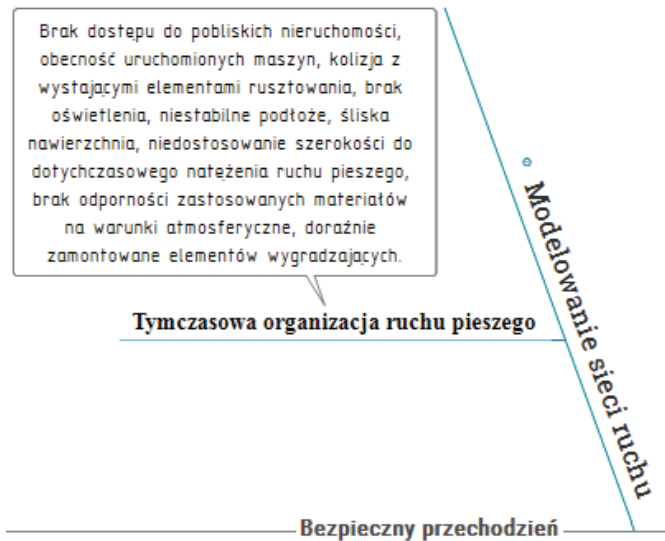 Brak dostępu do pobliskich nieruchomości,
obecność uruchomionych maszyn, kolizja z
wystającymi elementami rusztowania, brak
oświetlenia, niestabilne podłoże, śliska
nawierzchnia, niedostosowanie szerokości do
dotychczasowego natężenia ruchu pieszego,
brak odporności zastosowanych materiałów
na warunki atmosferyczne, doraźnie
zamontowane elementów wygradzających.
Modelowanie sieci ruchu
Tymczasowa organizacja ruchu pieszego
Bezpieczny przechodzień